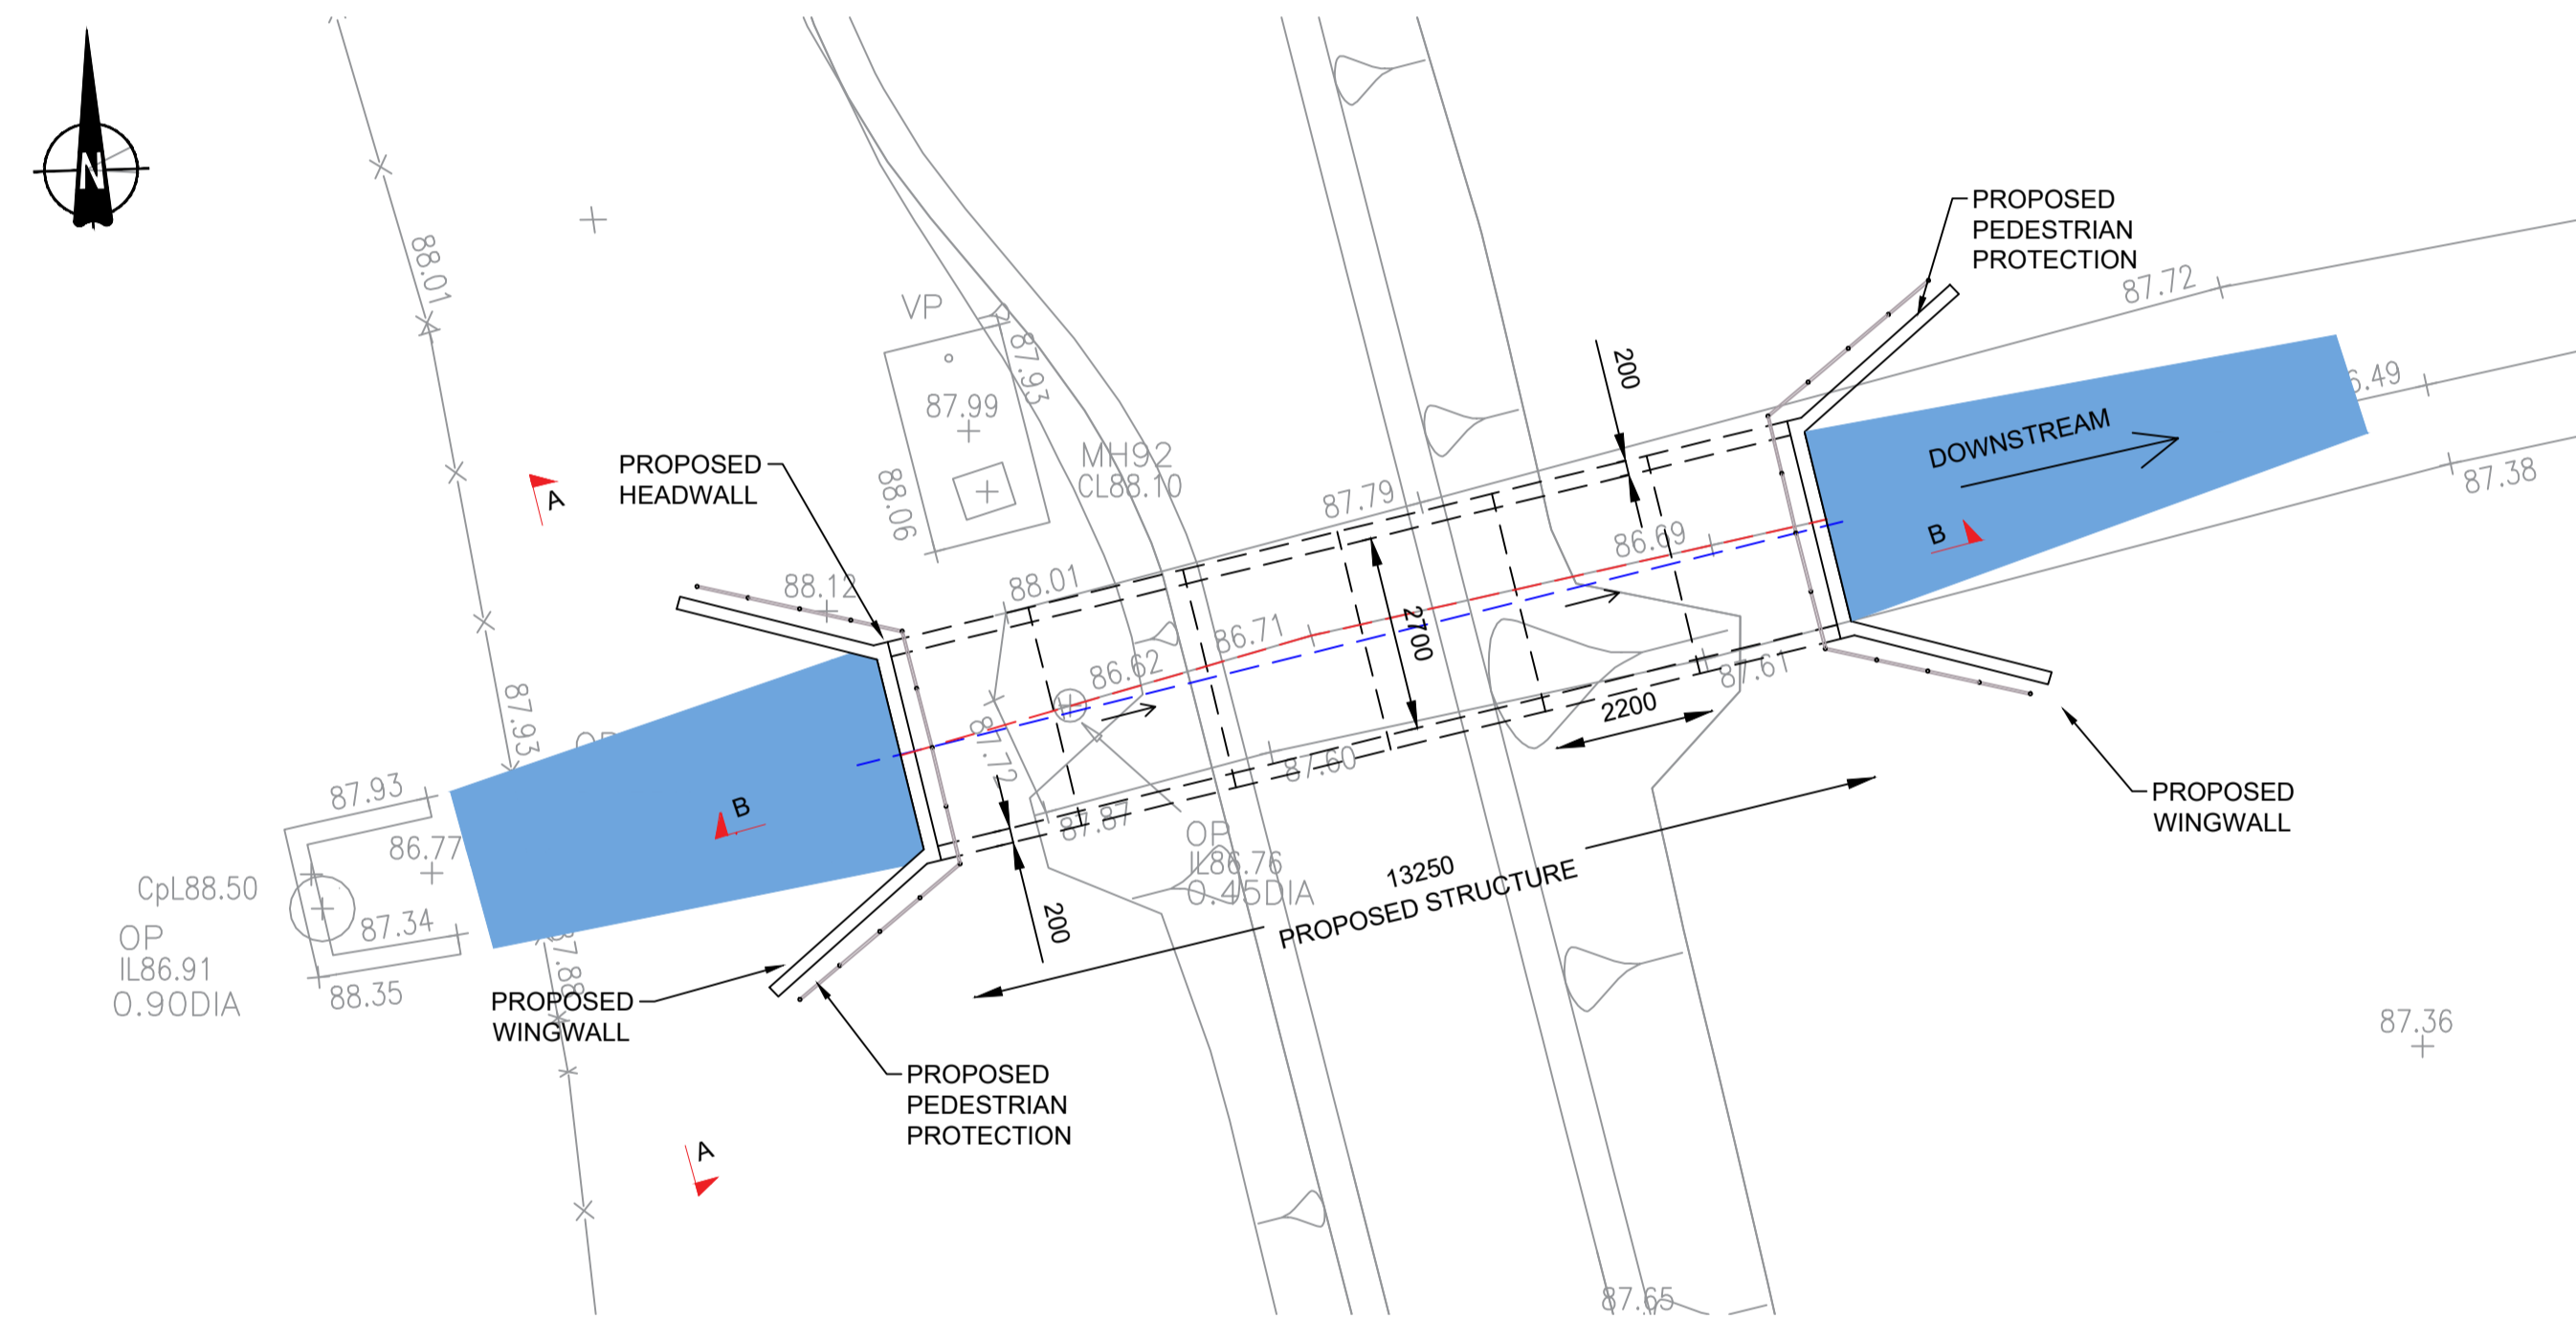 N
PROPOSED
PEDESTRIAN
PROTECTION
88.01
87.72
VP
87.93
87.99
200
DOWNSTREAM
MH92
CL88.10
PROPOSED
HEADWALL
A
88.06
87.79
87.38
86.69
B
88.12
88.01
86.71
2700
86.62
87.61
2200
87.93
87.72
87.60
87.93
B
87.87
PROPOSED
WINGWALL
86.77
OP
IL86.76
0.45DIA
CpL88.50
13250
PROPOSED STRUCTURE
87.34
200
OP
IL86.91
0.90DIA
88.35
87.88
PROPOSED
WINGWALL
87.36
PROPOSED
PEDESTRIAN
PROTECTION
A
87.65